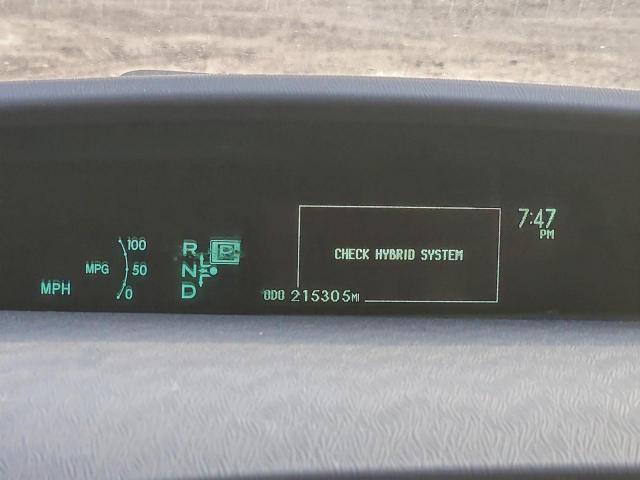 7:47
PM
100
R P
MPG 50
N
CHECK HYBRID SYSTEM
MPH
0
D
ODO 215305MI